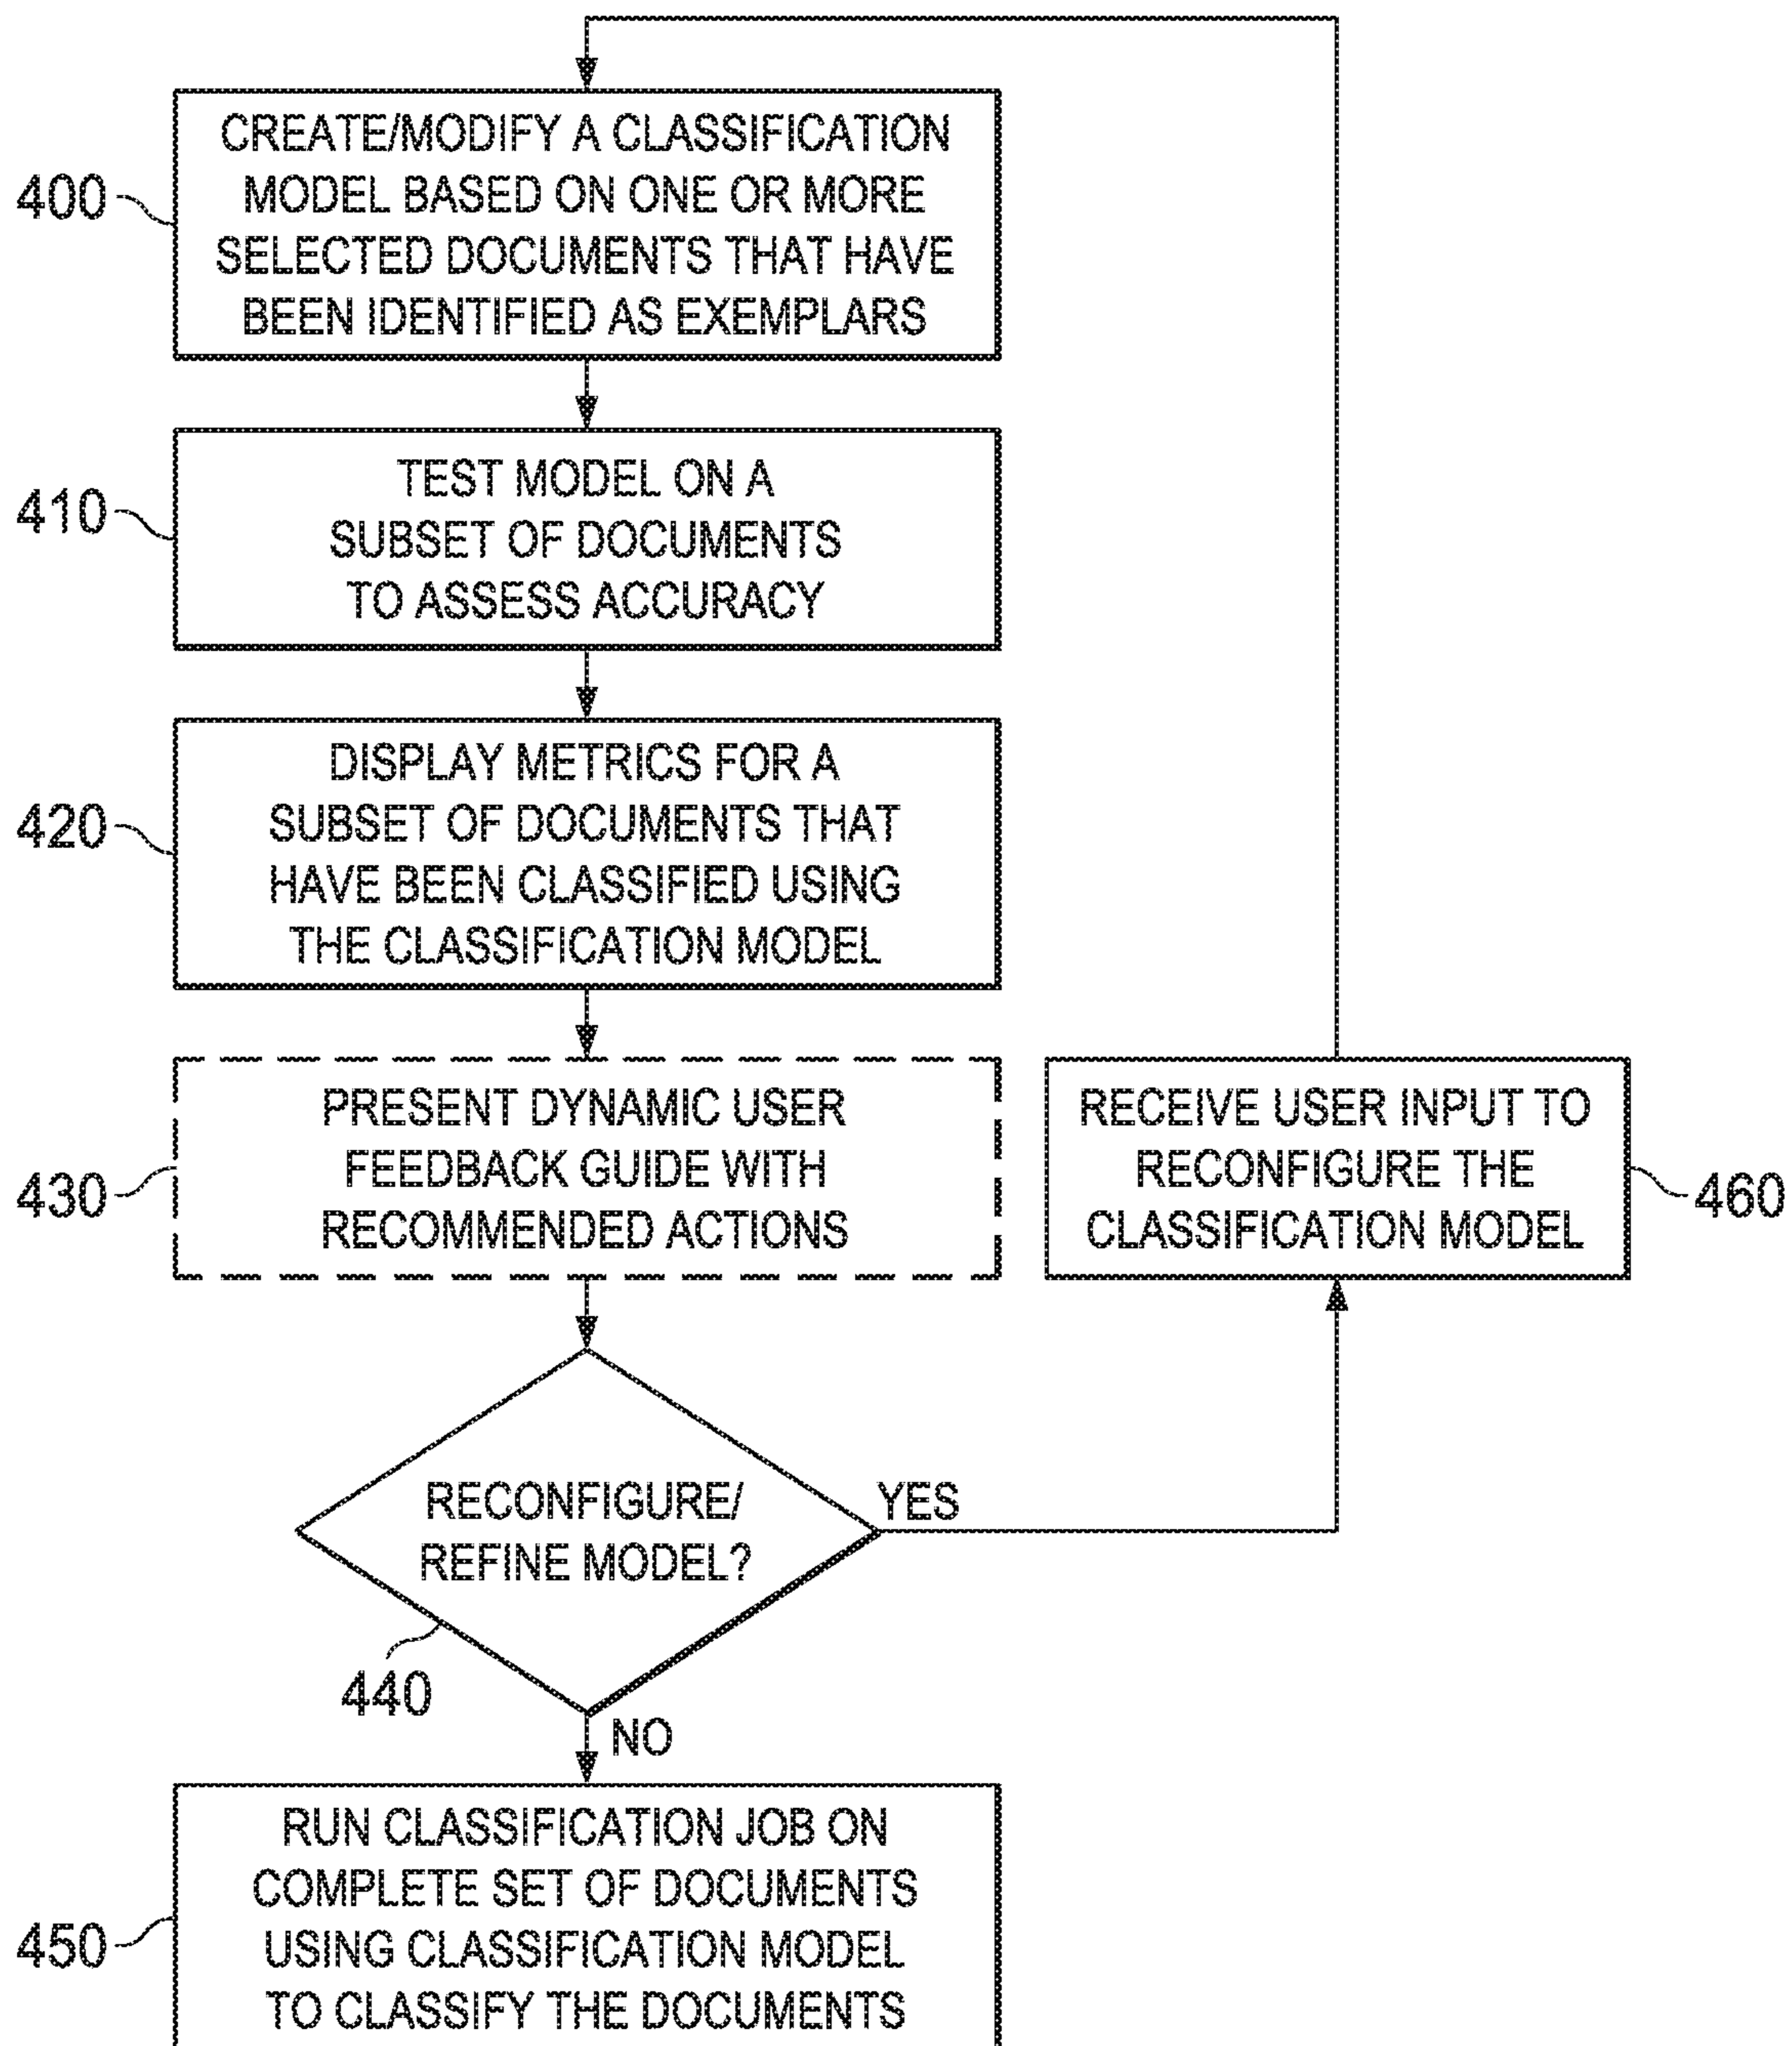 400
CREATE/MODIFY A CLASSIFICATION
MODEL BASED ON ONE OR MORE
SELECTED DOCUMENTS THAT HAVE
BEEN IDENTIFIED AS EXEMPLARS
410
TEST MODEL ON A
SUBSET OF DOCUMENTS
TO ASSESS ACCURACY
420
DISPLAY METRICS FOR A
SUBSET OF DOCUMENTS THAT
HAVE BEEN CLASSIFIED USING
THE CLASSIFICATION MODEL
430
PRESENT DYNAMIC USER
FEEDBACK GUIDE WITH
RECOMMENDED ACTIONS
RECEIVE USER INPUT TO
RECONFIGURE THE
CLASSIFICATION MODEL
460
RECONFIGURE/
REFINE MODEL?
YES
440
NO
450
RUN CLASSIFICATION JOB ON
COMPLETE SET OF DOCUMENTS
USING CLASSIFICATION MODEL
TO CLASSIFY THE DOCUMENTS